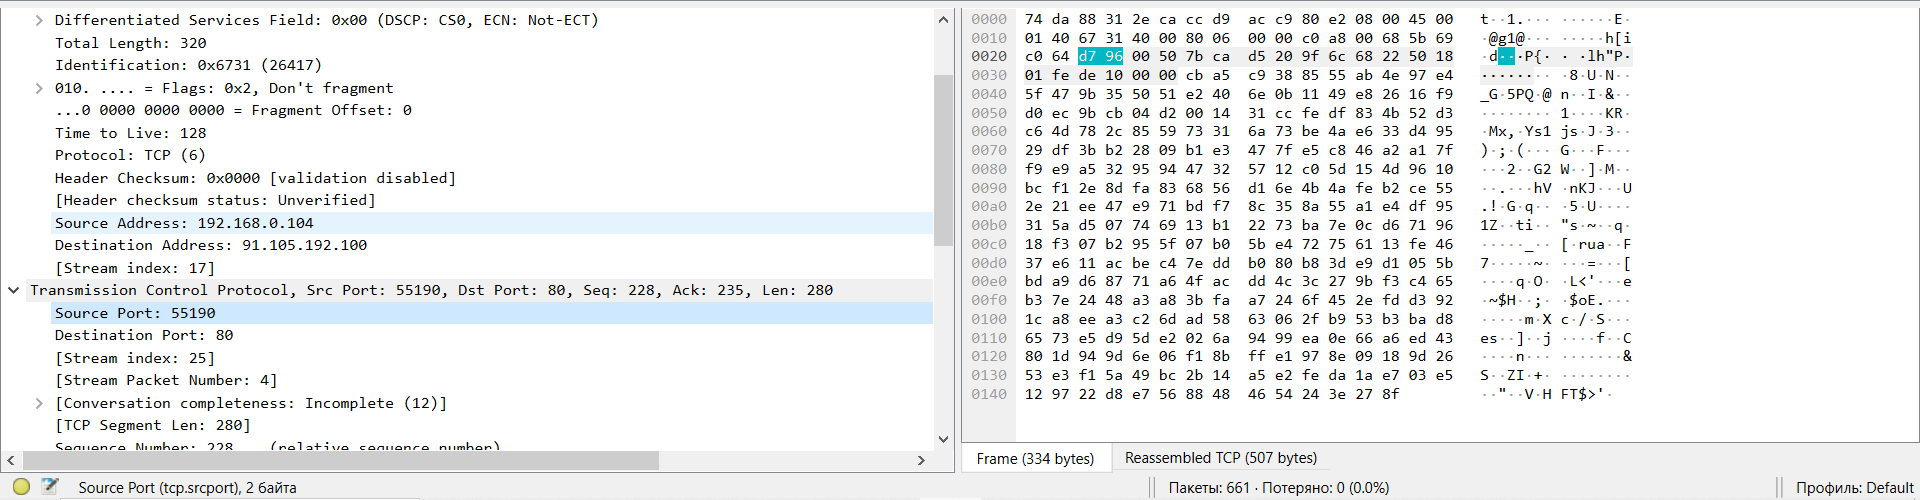 Differentiated Services Field: 0x00 (DSCP: CS0, ECN: Not-ECT)
Total Length: 320
Identification: 0x6731 (26417)
010. .... = Flags: 0x2, Don't fragment
...0 0000 0000 0000 = Fragment Offset: 0
Time to Live: 128
Protocol: TCP (6)
Header Checksum: 0x0000 [validation disabled]
[Header checksum status: Unverified]
Source Address: 192.168.0.104
Destination Address: 91.105.192.100
[Stream index: 17]
Transmission Control Protocol, Src Port: 55190, Dst Port: 80, Seq: 228, Ack: 235, Len: 280
Source Port: 55190
Destination Port: 80
[Stream index: 25]
[Stream Packet Number: 4]
[Conversation completeness: Incomplete (12)]
[TCP Segment Len: 280]
Sequence Number: 228    (relative sequence number)
0000 74 da 88 31 2e ca cc d9 ac c9 80 e2 08 00 45 00 t··1.··· ······E·
0010 01 40 67 31 40 00 80 06 00 00 c0 a8 00 68 5b 69 ·@g1@··· ·····h[i
0020 c0 64 d7 96 00 50 7b ca d5 20 9f 6c 68 22 50 18 ·d···P{· · ·lh"P·
0030 01 fe de 10 00 00 cb a5 c9 38 85 55 ab 4e 97 e4 ········ ·8·U·N··
0040 5f 47 9b 35 50 51 e2 40 6e 0b 11 49 e8 26 16 f9 _G·5PQ·@ n··I·&··
0050 d0 ec 9b cb 04 d2 00 14 31 cc fe df 83 4b 52 d3 ········ 1····KR·
0060 c6 4d 78 2c 85 59 73 31 6a 73 be 4a e6 33 d4 95 ·Mx,·Ys1 js·J·3··
0070 29 df 3b b2 28 09 b1 e3 47 7f e5 c8 46 a2 a1 7f )·;·(··· G···F···
0080 f9 e9 a5 32 95 94 47 32 57 12 c0 5d 15 4d 96 10 ···2··G2 W··]·M··
0090 bc f1 2e 8d fa 83 68 56 d1 6e 4b 4a fe b2 ce 55 ··.···hV ·nKJ···U
00a0 2e 21 ee 47 e9 71 bd f7 8c 35 8a 55 a1 e4 df 95 .!·G·q·· ·5·U····
00b0 31 5a d5 07 74 69 13 b1 22 73 ba 7e 0c d6 71 96 1Z··ti·· "s·~··q·
00c0 18 f3 07 b2 95 5f 07 b0 5b e4 72 75 61 13 fe 46 ·····_·· [·rua··F
00d0 37 e6 11 ac be c4 7e dd b0 80 b8 3d e9 d1 05 5b 7·····~· ···=···[
00e0 bd a9 d6 87 71 a6 4f ac dd 4c 3c 27 9b f3 c4 65 ····q·O· ·L<'···e
00f0 b3 7e 24 48 a3 a8 3b fa a7 24 6f 45 2e fd d3 92 ·~$H··;· ·$oE.···
0100 1c a8 ee a3 c2 6d ad 58 63 06 2f b9 53 b3 ba d8 ·····m·X c·/·S···
0110 65 73 e5 d9 5d e2 02 6a 94 99 ea 0e 66 a6 ed 43 es··]··j ····f··C
0120 80 1d 94 9d 6e 06 f1 8b ff e1 97 8e 09 18 9d 26 ····n··· ·······&
0130 53 e3 f1 5a 49 bc 2b 14 a5 e2 fe da 1a e7 03 e5 S··ZI·+· ········
0140 12 97 22 d8 e7 56 88 48 46 54 24 3e 27 8f ··"··V·H FT$>'·
Frame (334 bytes) Reassembled TCP (507 bytes)
Source Port (tcp.srcport), 2 байта Пакеты: 661 · Потеряно: 0 (0.0%) Профиль: Default